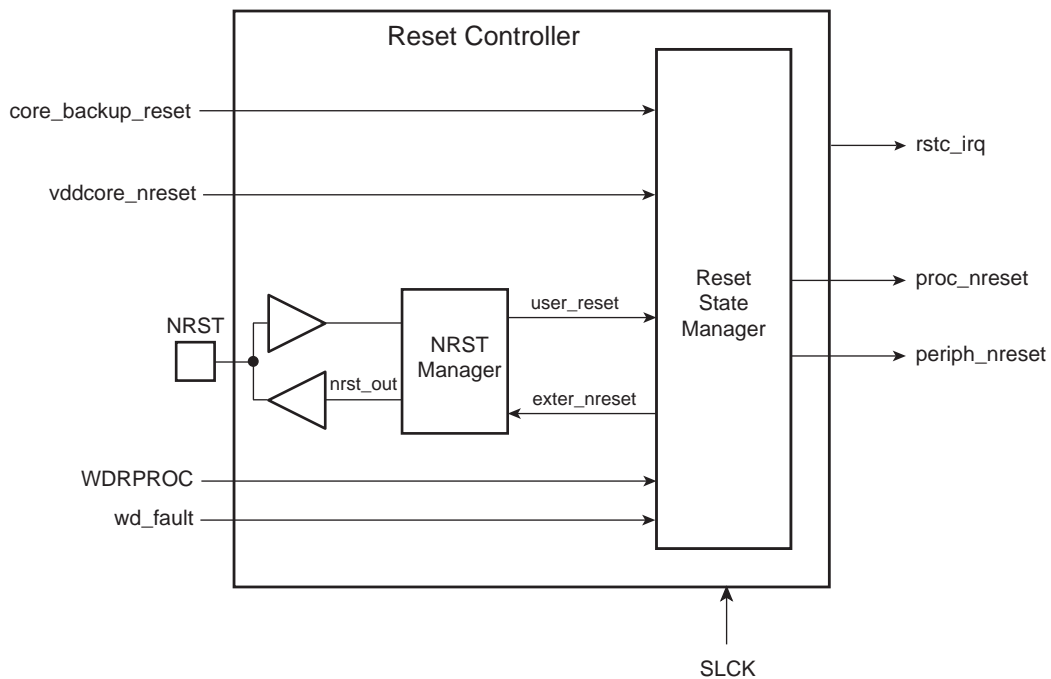 Reset Controller
core_backup_reset
rstc_irq
vddcore_nreset
Reset
State
Manager
proc_nreset
user_reset
NRST
NRST
Manager
periph_nreset
nrst_out
exter_nreset
WDRPROC
wd_fault
SLCK